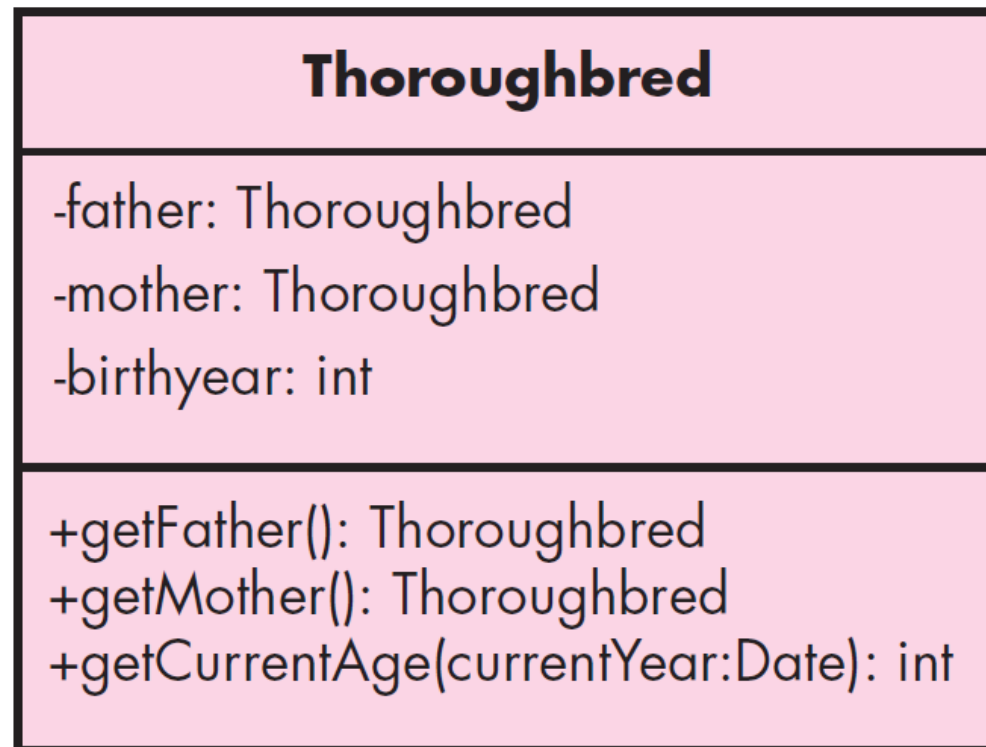 Thoroughbred
-father: Thoroughbred
-mother: Thoroughbred
-birthyear: int
+getFather(): Thoroughbred
+getMother(): Thoroughbred
+getCurrentAge(currentYear:Date): int